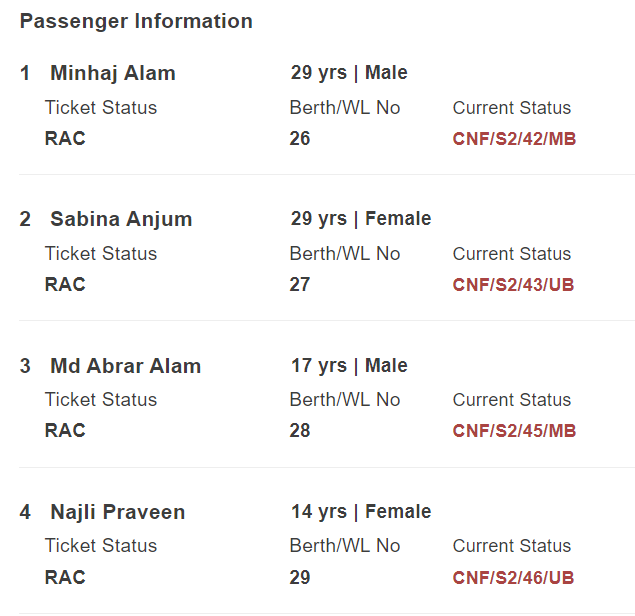 Passenger Information
1 Minhaj Alam 29 yrs | Male
Ticket Status Berth/WL No Current Status
RAC 26 CNF/S2/42/MB
2 Sabina Anjum 29 yrs | Female
Ticket Status Berth/WL No Current Status
RAC 27 CNF/S2/43/UB
3 Md Abrar Alam 17 yrs | Male
Ticket Status Berth/WL No Current Status
RAC 28 CNF/S2/45/MB
4 Najli Praveen 14 yrs | Female
Ticket Status Berth/WL No Current Status
RAC 29 CNF/S2/46/UB